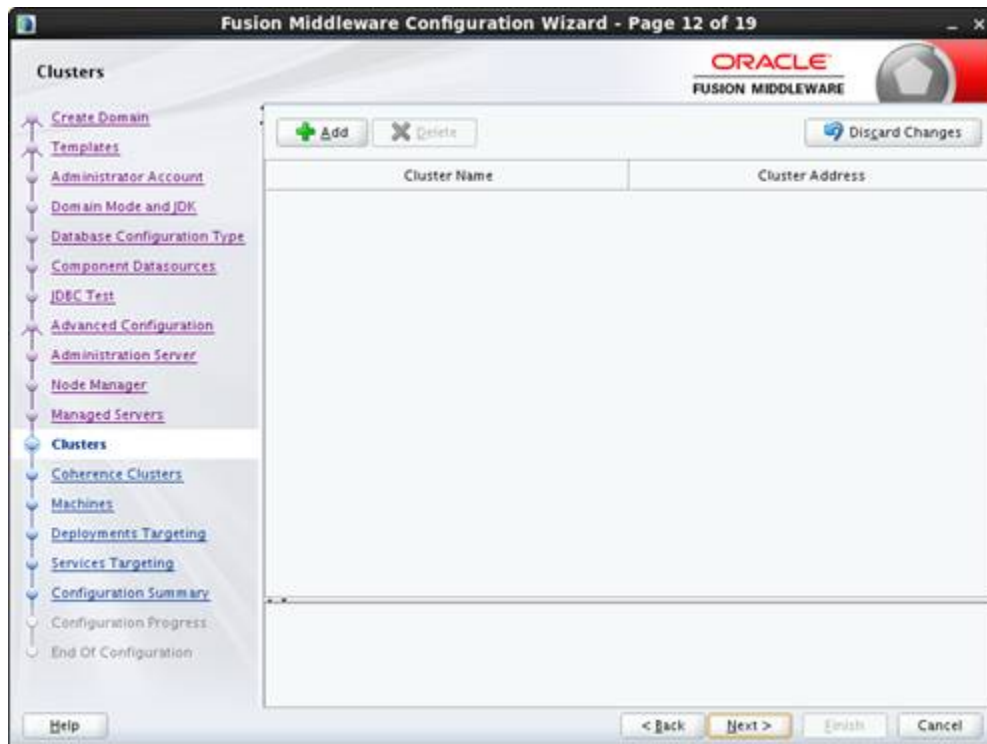 Fusion Middleware Configuration Wizard - Page 12 of 19
Clusters
ORACLE
FUSION MIDDLEWARE
Create Domain
Templates
Administrator Account
Domain Mode and JDK
Database Configuration Type
Component Datasources
JDBC Test
Advanced Configuration
Administration Server
Node Manager
Managed Servers
Clusters
Coherence Clusters
Machines
Deployments Targeting
Services Targeting
Configuration Summary
Configuration Progress
End Of Configuration
Add
Delete
Discard Changes
Cluster Name
Cluster Address
Help
< Back
Next >
Finish
Cancel